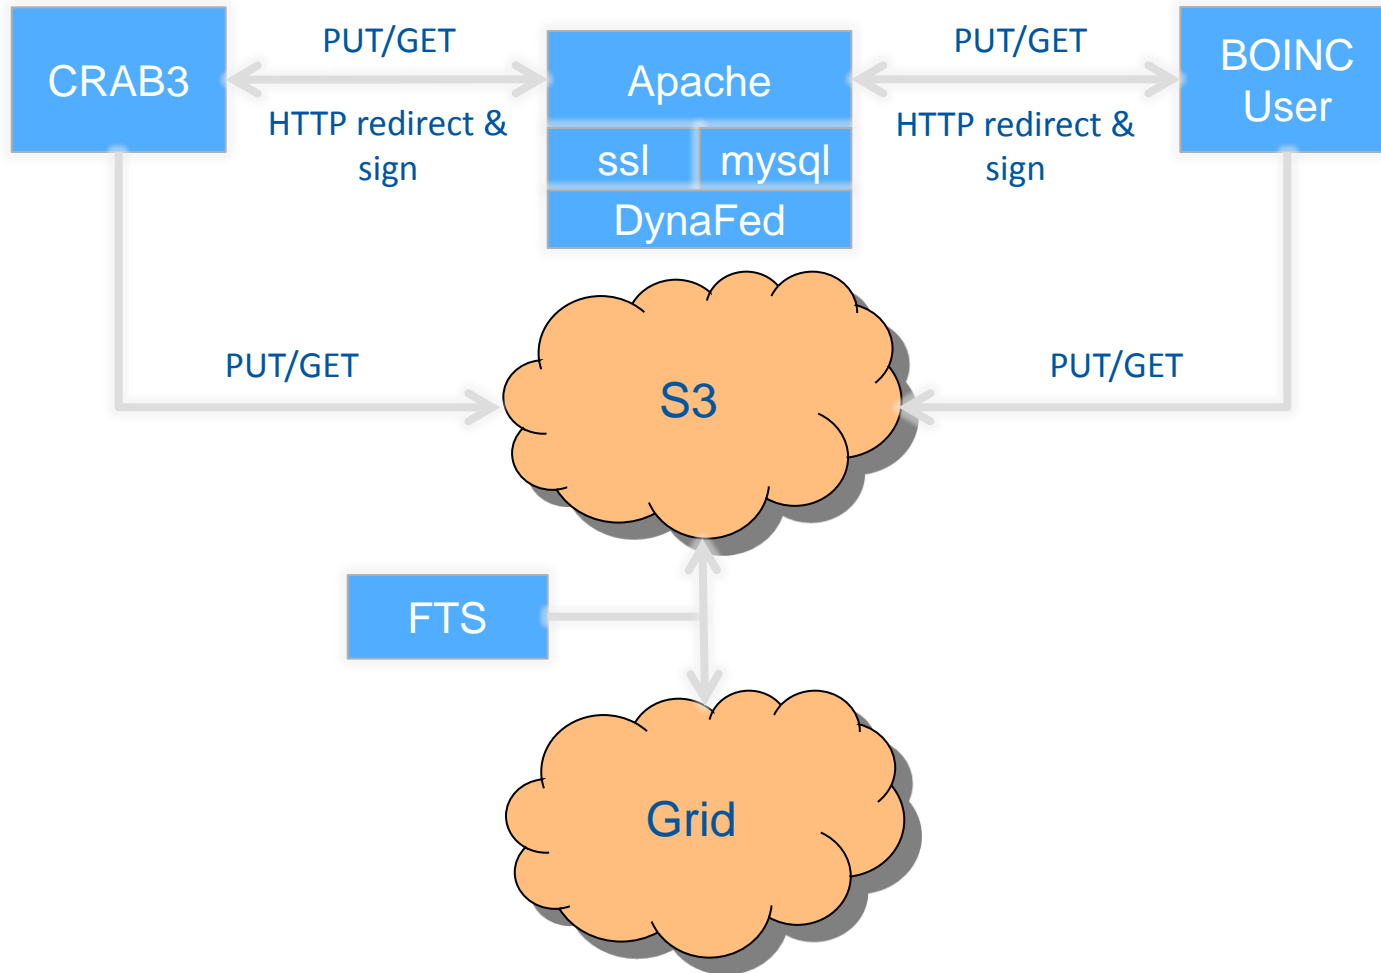 CRAB3
PUT/GET
HTTP redirect &
sign
Apache
ssl
mysql
DynaFed
PUT/GET
HTTP redirect &
sign
BOINC
User
PUT/GET
S3
PUT/GET
FTS
Grid